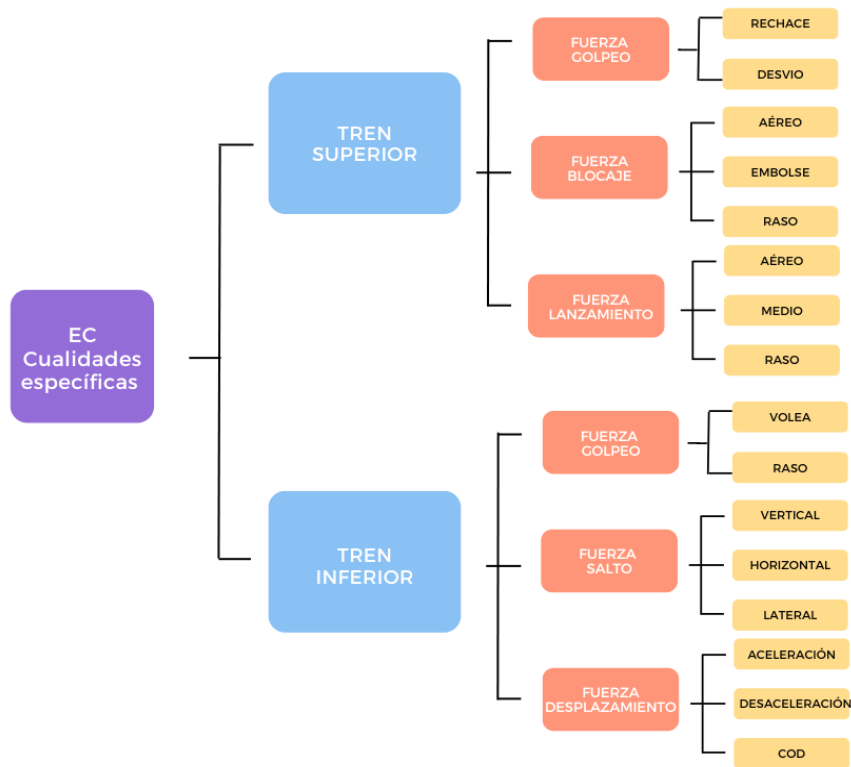 EC
Cualidades
específicas
TREN
SUPERIOR
FUERZA
GOLPEO
RECHACE
DESVIO
FUERZA
BLOCAJE
AÉREO
EMBOLSE
RASO
FUERZA
LANZAMIENTO
AÉREO
MEDIO
RASO
TREN
INFERIOR
FUERZA
GOLPEO
VOLEA
RASO
FUERZA
SALTO
VERTICAL
HORIZONTAL
LATERAL
FUERZA
DESPLAZAMIENTO
ACELERACIÓN
DESACELERACIÓN
COD